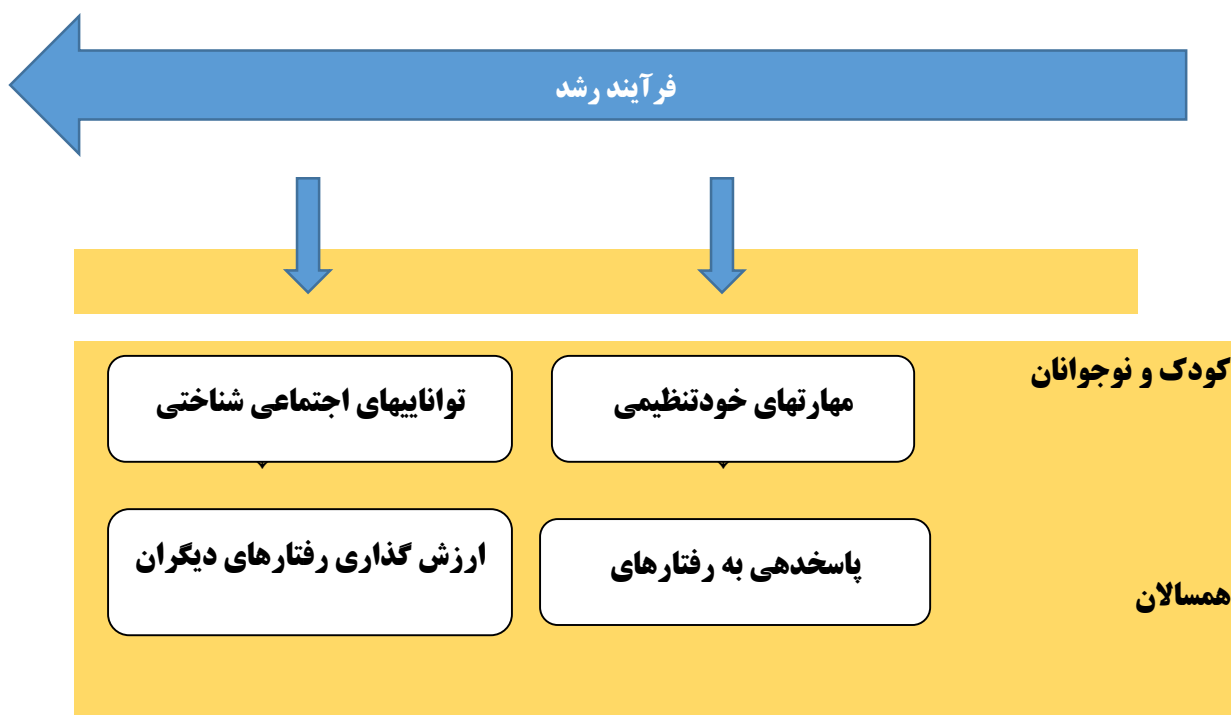 فرآیند رشد
کودک و نوجوانان
مهارتهای خودتنظیمی
تواناییهای اجتماعی شناختی
همسالان
پاسخدهی به رفتارهای
ارزش گذاری رفتارهای دیگران